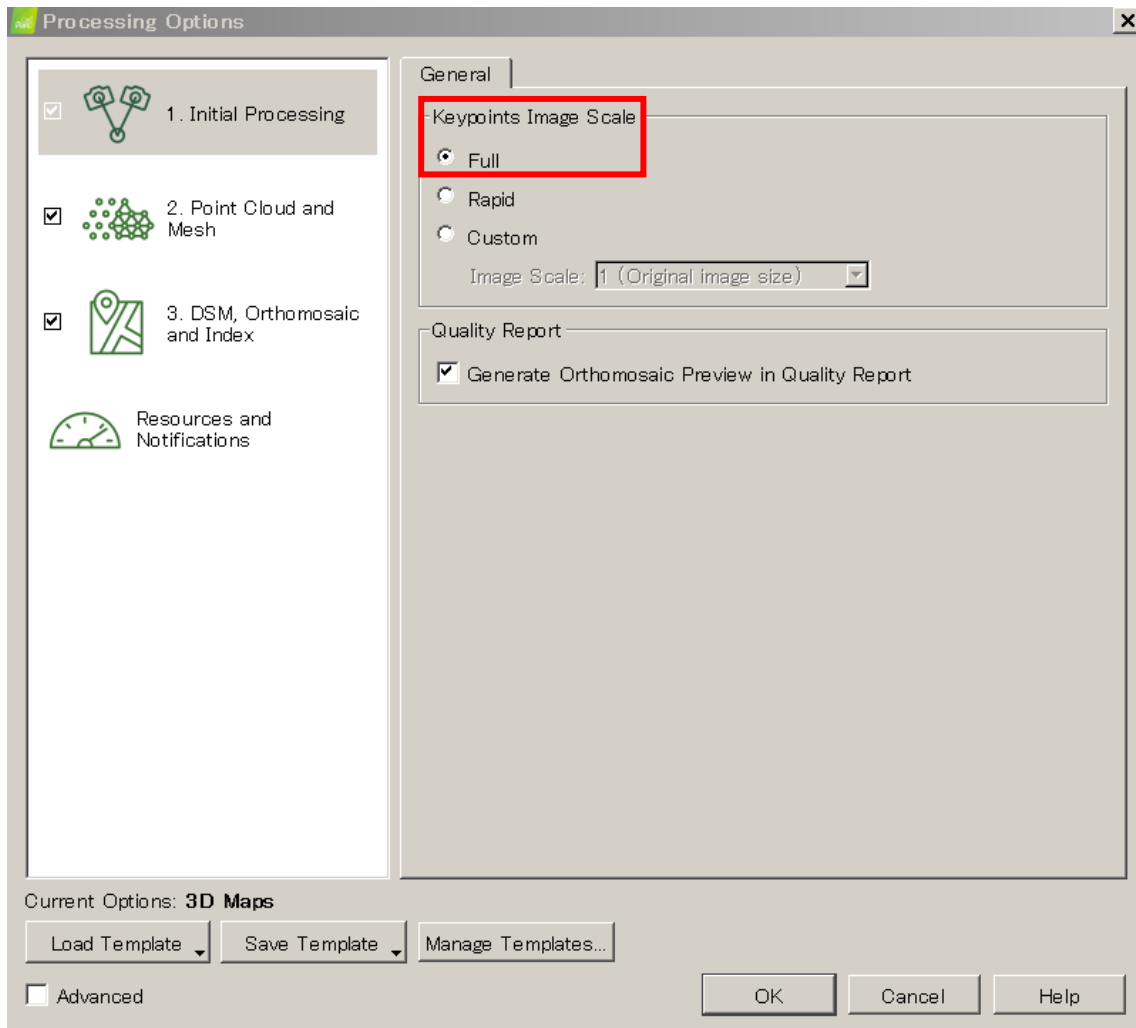 Processing Options
1. Initial Processing
2. Point Cloud and
Mesh
3. DSM, Orthomosaic
and Index
Resources and
Notifications
General
Keypoints Image Scale
Full
Rapid
Custom
Image Scale: 1 (Original image size)
Quality Report
Generate Orthomosaic Preview in Quality Report
Current Options: 3D Maps
Load Template
Save Template
Manage Templates...
Advanced
OK
Cancel
Help